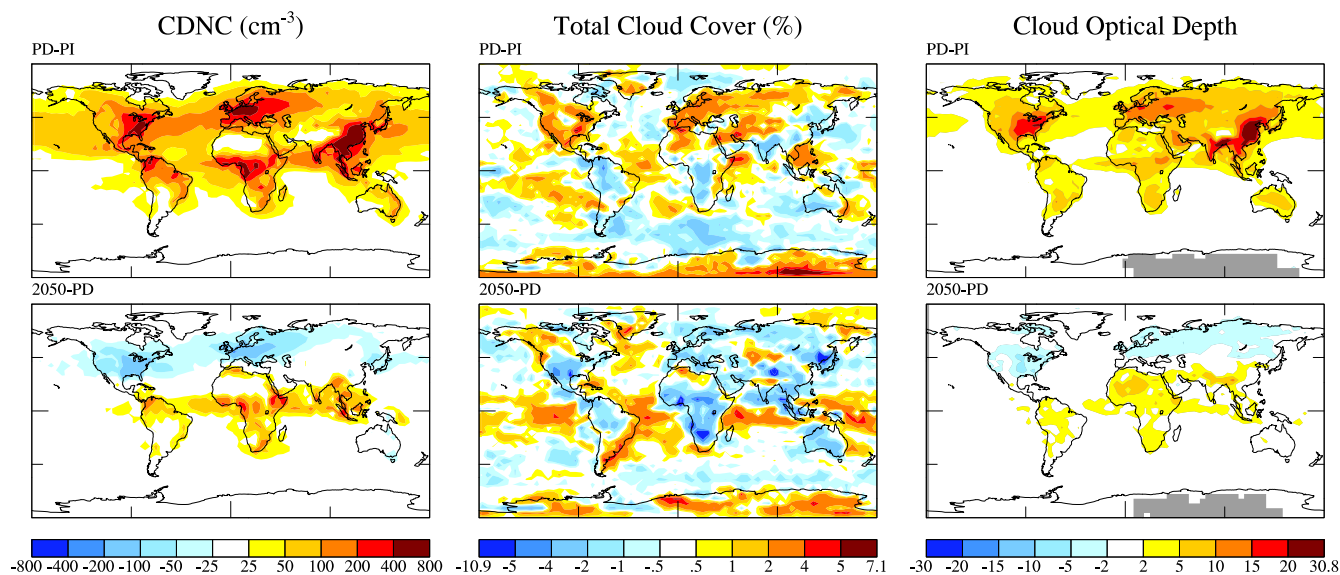 CDNC (cm-3) Total Cloud Cover (%) Cloud Optical Depth
PD-PI PD-PI PD-PI
2050-PD 2050-PD 2050-PD
-800 -400 -200 -100 -50 -25 25 50 100 200 400 800 -10.9 -5 -4 -2 -1 -.5 .5 1 2 4 5 7.1 -30 -20 -15 -10 -5 -2 2 5 10 15 20 30.8